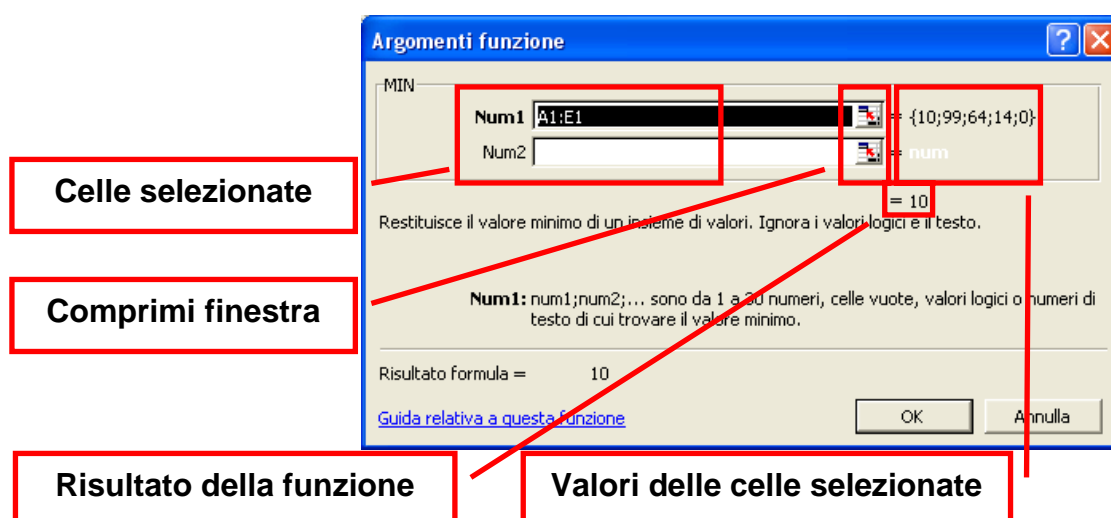 Argomenti funzione
MIN
Num1 A1:E1 = {10;99;64;14;0}
Num2 = num
Celle selezionate
= 10
Restituisce il valore minimo di un insieme di valori. Ignora i valori logici e il testo.
Comprimi finestra
Num1: num1;num2;... sono da 1 a 30 numeri, celle vuote, valori logici o numeri di
testo di cui trovare il valore minimo.
Risultato formula = 10
Guida relativa a questa funzione
OK
Annulla
Risultato della funzione
Valori delle celle selezionate